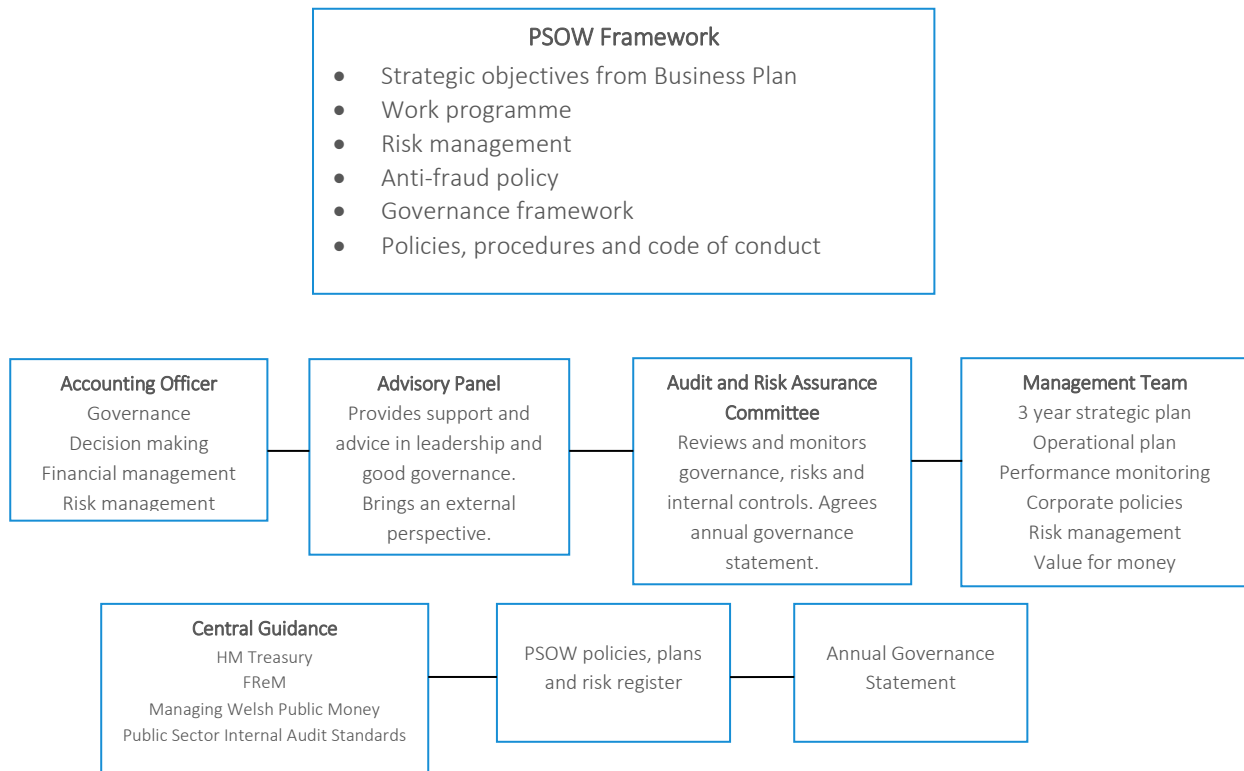 PSOW Framework
• Strategic objectives from Business Plan
• Work programme
• Risk management
• Anti-fraud policy
• Governance framework
• Policies, procedures and code of conduct
Accounting Officer
Governance
Decision making
Financial management
Risk management
Advisory Panel
Provides support and
advice in leadership and
good governance.
Brings an external
perspective.
Audit and Risk Assurance
Committee
Reviews and monitors
governance, risks and
internal controls. Agrees
annual governance
statement.
Management Team
3 year strategic plan
Operational plan
Performance monitoring
Corporate policies
Risk management
Value for money
Central Guidance
HM Treasury
FReM
Managing Welsh Public Money
Public Sector Internal Audit Standards
PSOW policies, plans
and risk register
Annual Governance
Statement